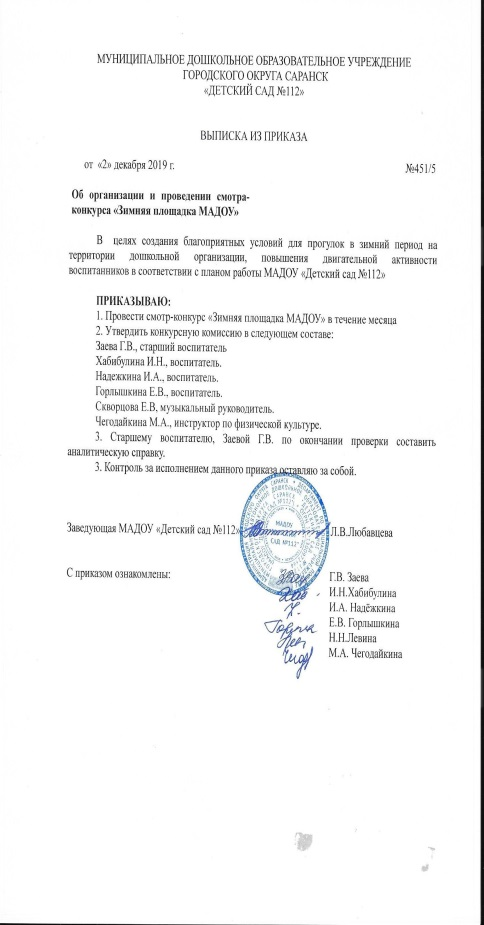 МУНИЦИПАЛЬНОЕ ДОШКОЛЬНОЕ ОБРАЗОВАТЕЛЬНОЕ УЧРЕЖДЕНИЕ
ГОРОДСКОГО ОКРУГА САРАНСК
«ДЕТСКИЙ САД №112»
ВЫПИСКА ИЗ ПРИКАЗА
от «2» декабря 2019 г. №451/5
Об организации и проведении смотра-
конкурса «Зимняя площадка МАДОУ»
В целях создания благоприятных условий для прогулок в зимний период на
территории дошкольной организации, повышения двигательной активности
воспитанников в соответствии с планом работы МАДОУ «Детский сад №112»
ПРИКАЗЫВАЮ:
1. Провести смотр-конкурс «Зимняя площадка МАДОУ» в течение месяца
2. Утвердить конкурсную комиссию в следующем составе:
Заева Г.В., старший воспитатель
Хабибулина И.Н., воспитатель.
Надежкина И.А., воспитатель.
Горлышкина Е.В., воспитатель.
Скворцова Е.В, музыкальный руководитель.
Чегодайкина М.А., инструктор по физической культуре.
3. Старшему воспитателю, Заевой Г.В. по окончании проверки составить
аналитическую справку.
3. Контроль за исполнением данного приказа оставляю за собой.
Заведующая МАДОУ «Детский сад №112» Л.В.Любавцева
МАДОУ
САД №112"
С приказом ознакомлены: Г.В. Заева
И.Н.Хабибулина
И.А. Надёжкина
Е.В. Горлышкина
Н.Н.Левина
М.А. Чегодайкина